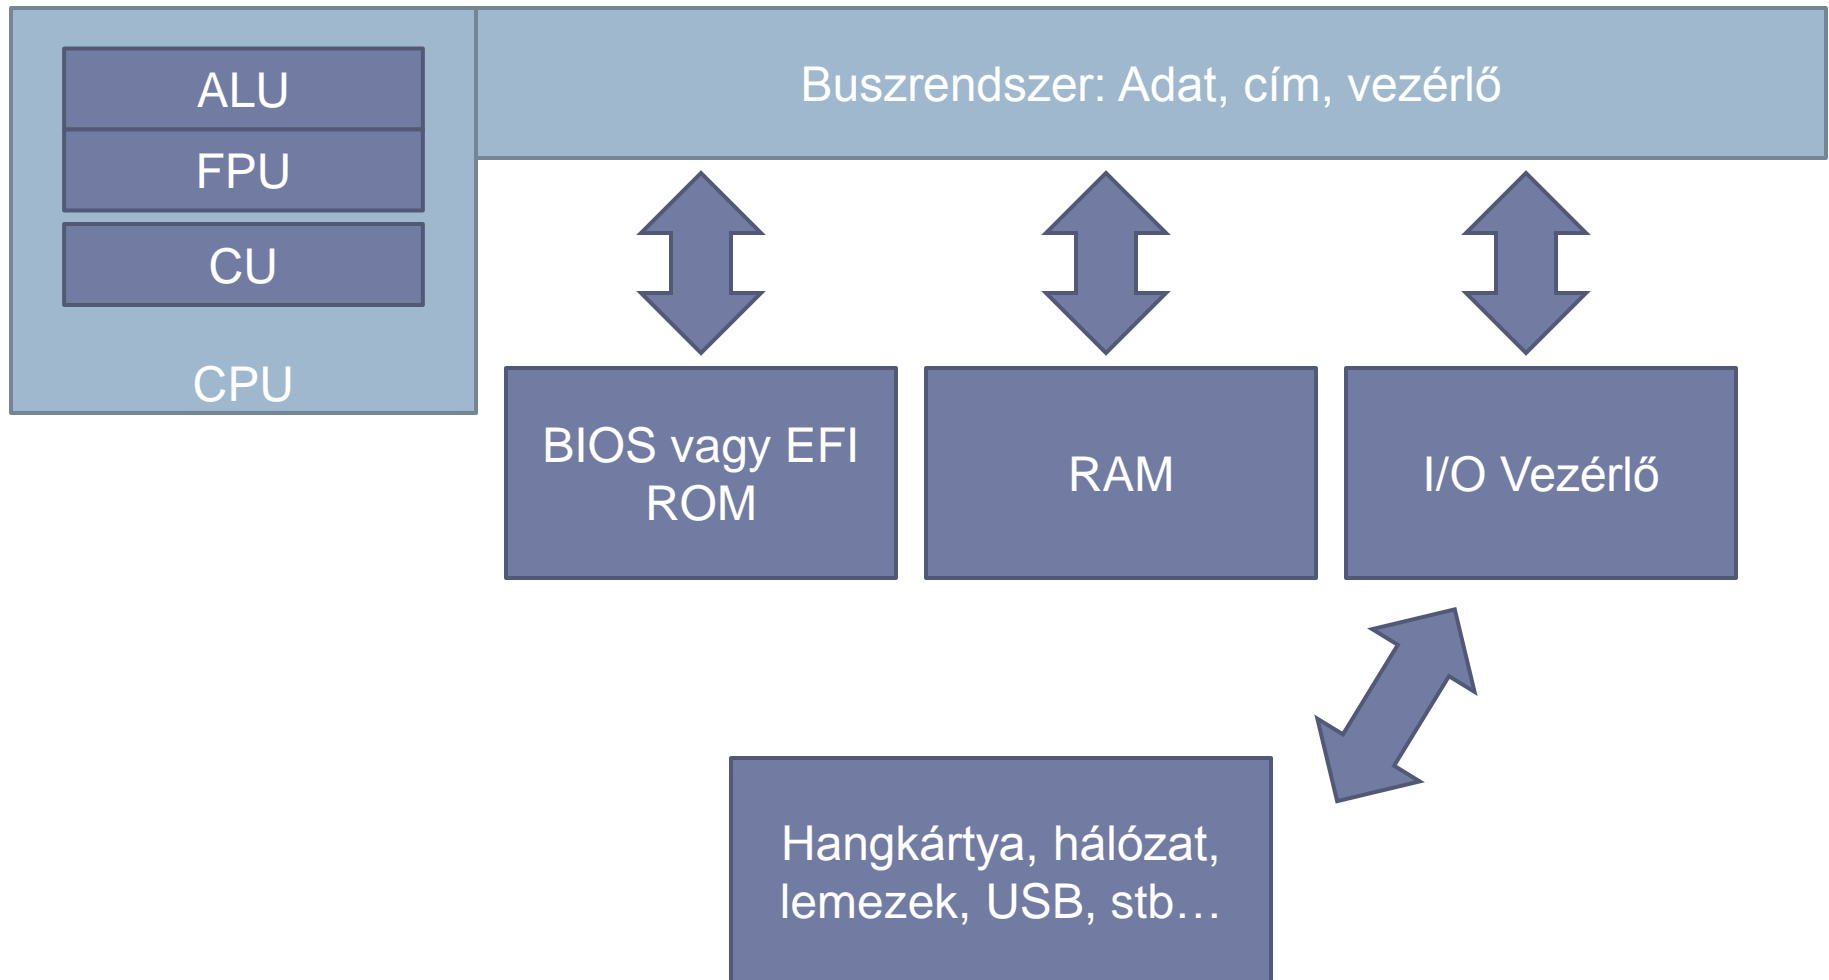 ALU
FPU
CU
CPU
Buszrendszer: Adat, cím, vezérlő
BIOS vagy EFI
ROM
RAM
I/O Vezérlő
Hangkártya, hálózat,
lemezek, USB, stb…